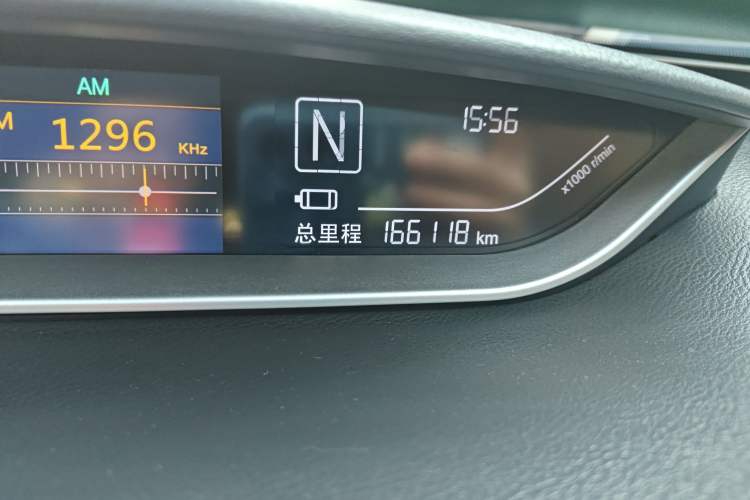 AM
M 1296 KHz
N
15:56
x1000 r/min
总里程 166118 km